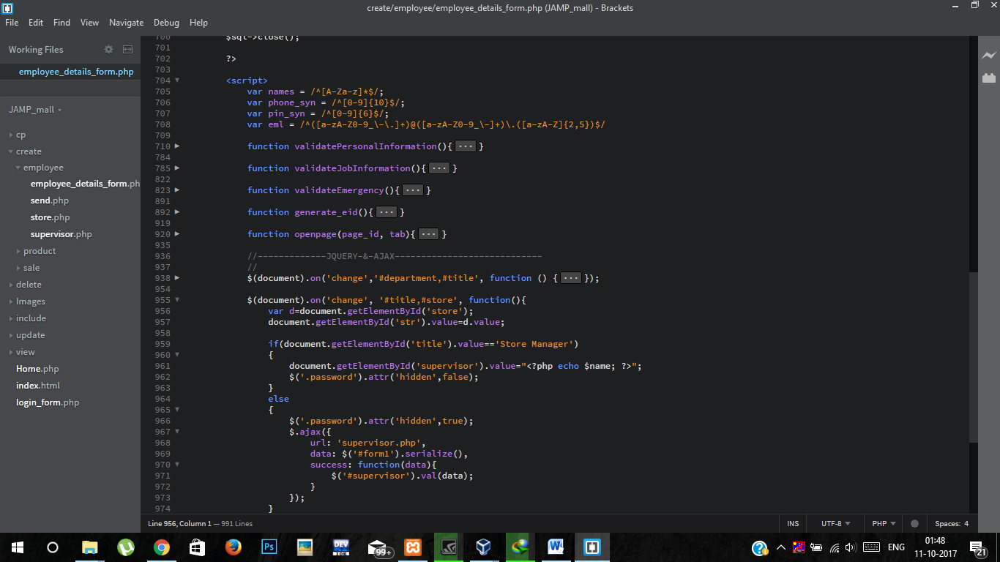 create/employee/employee_details_form.php (JAMP_mall) - Brackets
File Edit Find View Navigate Debug Help
Working Files
employee_details_form.php
JAMP_mall
cp
create
employee
employee_details_form.ph
send.php
store.php
supervisor.php
product
sale
delete
Images
include
update
view
Home.php
index.html
login_form.php
700 $sql->close();
701
702 ?>
703
704 <script>
705 var names = /^[A-Za-z]*$/;
706 var phone_syn = /^[0-9]{10}$/;
707 var pin_syn = /^[0-9]{6}$/;
708 var eml = /^([a-zA-Z0-9_\-\.]+)@([a-zA-Z0-9_\-]+)\.([a-zA-Z]{2,5})$/
709
710 function validatePersonalInformation(){ ... }
784
785 function validateJobInformation(){ ... }
822
823 function validateEmergency(){ ... }
891
892 function generate_eid(){ ... }
919
920 function openpage(page_id, tab){ ... }
935
936 //-------------JQUERY-&-AJAX----------------------------
937 //
938 $(document).on('change','#department,#title', function () { ... });
954
955 $(document).on('change', '#title,#store', function(){
956 var d=document.getElementById('store');
957 document.getElementById('str').value=d.value;
958
959 if(document.getElementById('title').value=='Store Manager')
960 {
961 document.getElementById('supervisor').value="<?php echo $name; ?>";
962 $('.password').attr('hidden',false);
963 }
964 else
965 {
966 $('.password').attr('hidden',true);
967 $.ajax({
968 url: 'supervisor.php',
969 data: $('#form1').serialize(),
970 success: function(data){
971 $('#supervisor').val(data);
972 }
973 });
974 }
Line 956, Column 1 — 991 Lines
INS UTF-8 PHP Spaces: 4
Ps
DEV
99+
ENG
01:48
11-10-2017
21